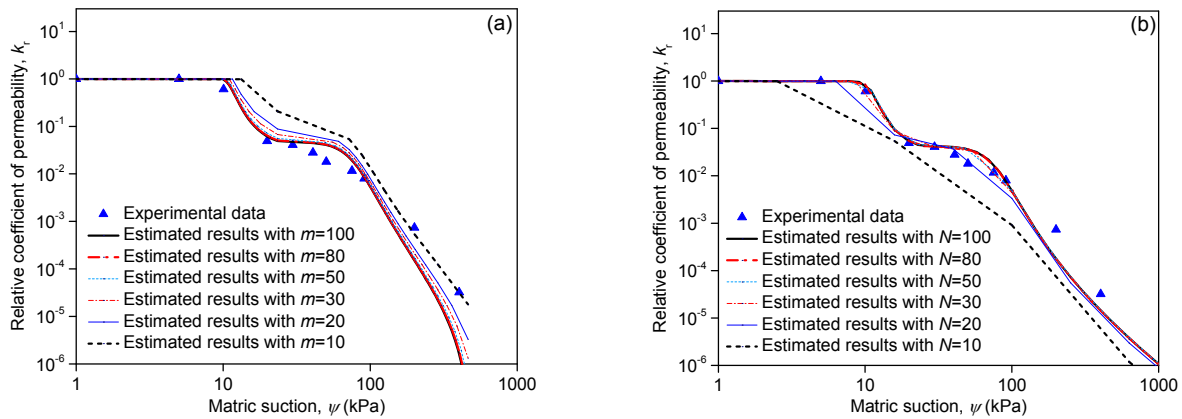 (a)
Relative coefficient of permeability, kr
10¹
10⁰
10⁻¹
10⁻²
10⁻³
10⁻⁴
10⁻⁵
10⁻⁶
Experimental data
Estimated results with m=100
Estimated results with m=80
Estimated results with m=50
Estimated results with m=30
Estimated results with m=20
Estimated results with m=10
1 10 100 1000
Matric suction, ψ (kPa)
(b)
Relative coefficient of permeability, kr
10¹
10⁰
10⁻¹
10⁻²
10⁻³
10⁻⁴
10⁻⁵
10⁻⁶
Experimental data
Estimated results with N=100
Estimated results with N=80
Estimated results with N=50
Estimated results with N=30
Estimated results with N=20
Estimated results with N=10
1 10 100 1000
Matric suction, ψ (kPa)